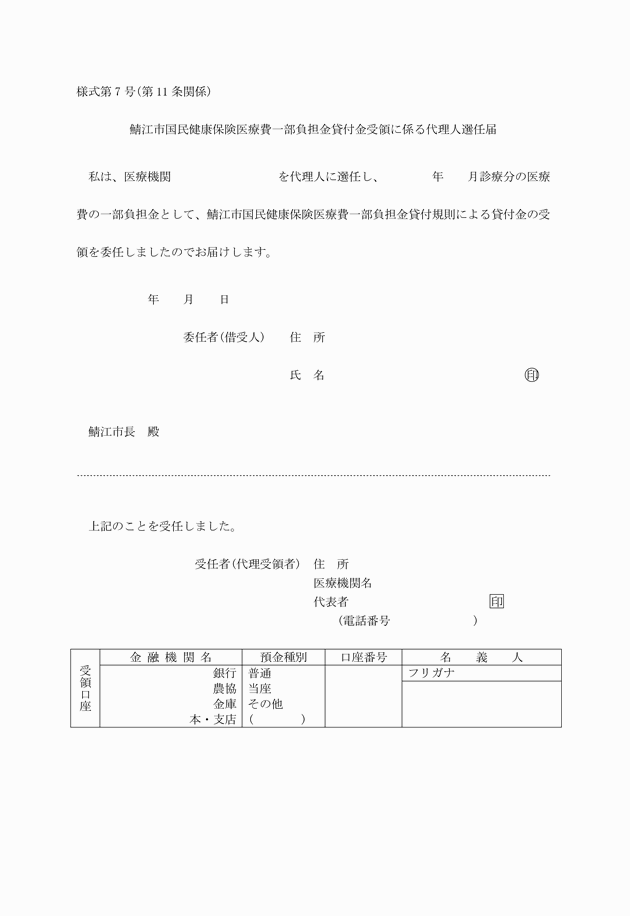 様式第７号(第 11 条関係)
鯖江市国民健康保険医療費一部負担金貸付金受領に係る代理人選任届
私は、医療機関　　　　　　　　　を代理人に選任し、　　　　年　　月診療分の医療
費の一部負担金として、鯖江市国民健康保険医療費一部負担金貸付規則による貸付金の受
領を委任しましたのでお届けします。
年　　月　　日
委任者(借受人)　　住　所
氏　名　　　　　　　　　　　　　　　　　㊞
鯖江市長　殿
上記のことを受任しました。
受任者(代理受領者)　住　所
医療機関名
代表者　　　　　　　　　　　　印
(電話番号　　　　　　　)
受領口座
金 融 機 関 名　預金種別　口座番号　名　義　人
銀行　普通　フリガナ
農協　当座
金庫　その他
本・支店　(　　　　)